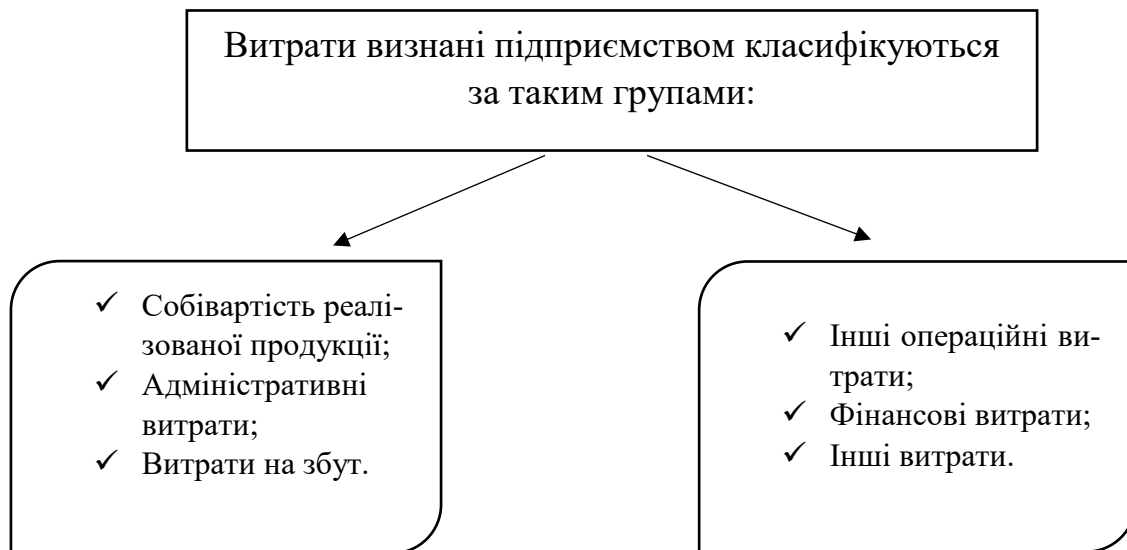 Витрати визнані підприємством класифікуються
за таким групами:
✓ Собівартість реалі-
зованої продукції;
✓ Адміністративні
витрати;
✓ Витрати на збут.
✓ Інші операційні ви-
трати;
✓ Фінансові витрати;
✓ Інші витрати.